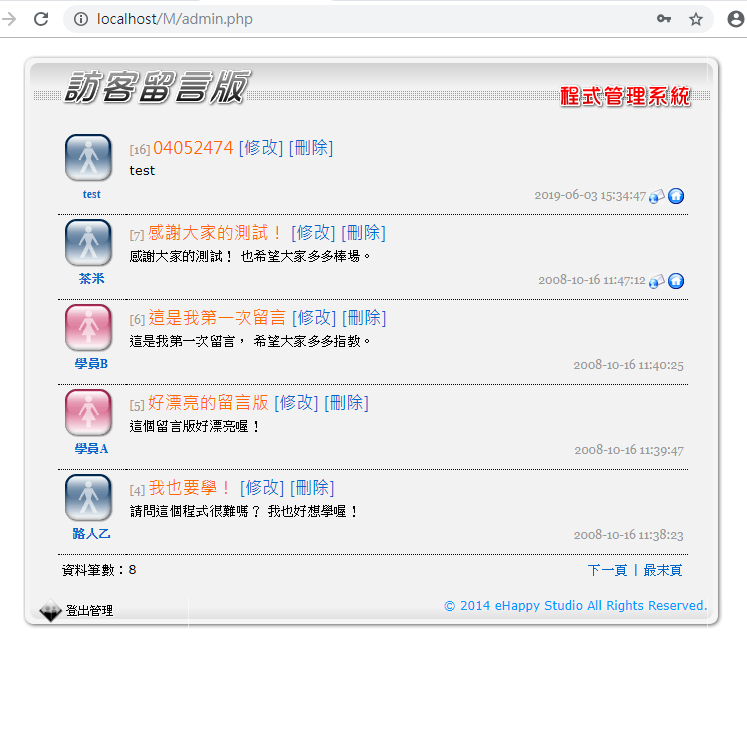 localhost/M/admin.php
訪客留言版
程式管理系統
[16] 04052474 [修改] [刪除]
test
test
2019-06-03 15:34:47
[7] 感謝大家的測試! [修改] [刪除]
感謝大家的測試! 也希望大家多多棒場。
茶米
2008-10-16 11:47:12
[6] 這是我第一次留言 [修改] [刪除]
這是我第一次留言, 希望大家多多指教。
學員B
2008-10-16 11:40:25
[5] 好漂亮的留言版 [修改] [刪除]
這個留言版好漂亮喔!
學員A
2008-10-16 11:39:47
[4] 我也要學! [修改] [刪除]
請問這個程式很難嗎? 我也好想學喔!
路人乙
2008-10-16 11:38:23
資料筆數:8
下一頁 | 最末頁
登出管理
© 2014 eHappy Studio All Rights Reserved.